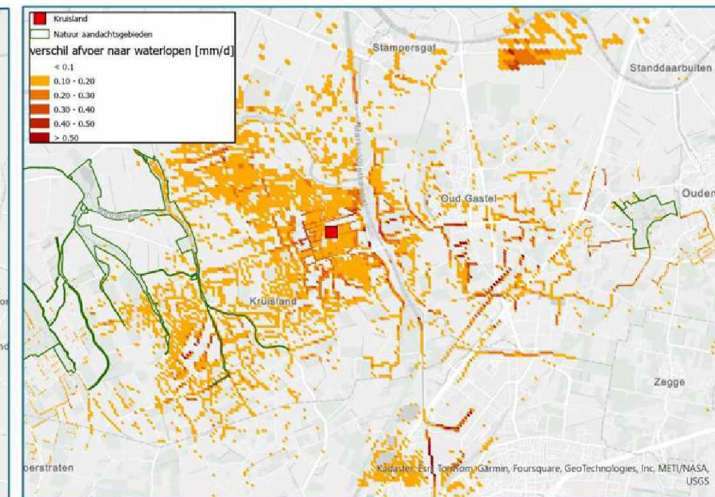 Kruisland
Natuur aandachtsgebieden
verschil afvoer naar waterlopen [mm/d]
< 0.1
0.10 - 0.20
0.20 - 0.30
0.30 - 0.40
0.40 - 0.50
> 0.50
Stampersgat
Standdaarbuiten
Ouden
Oud Gastel
Kruisland
Zegge
oerstraten
Kadaster, Esri, TomTom, Garmin, Foursquare, GeoTechnologies, Inc, METI/NASA,
USGS